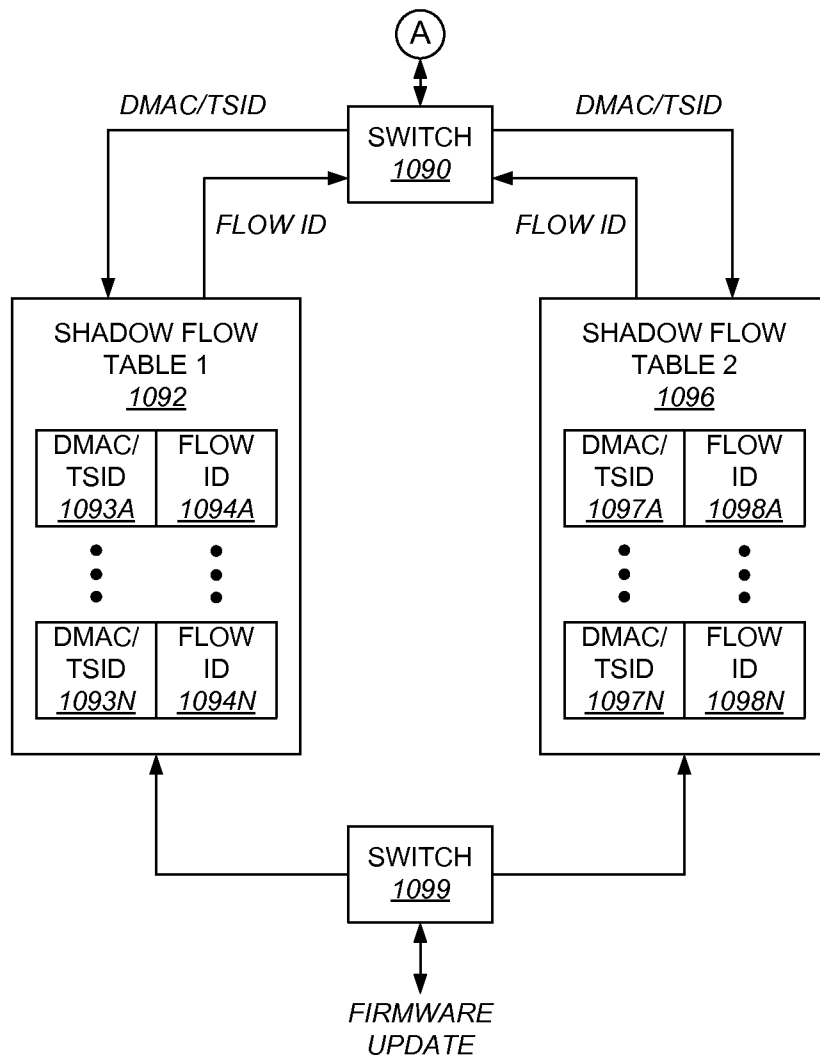 A
DMAC/TSID
DMAC/TSID
SWITCH
1090
FLOW ID
FLOW ID
SHADOW FLOW
TABLE 1
1092
DMAC/
TSID
1093A
FLOW
ID
1094A
DMAC/
TSID
1093N
FLOW
ID
1094N
SHADOW FLOW
TABLE 2
1096
DMAC/
TSID
1097A
FLOW
ID
1098A
DMAC/
TSID
1097N
FLOW
ID
1098N
SWITCH
1099
FIRMWARE
UPDATE